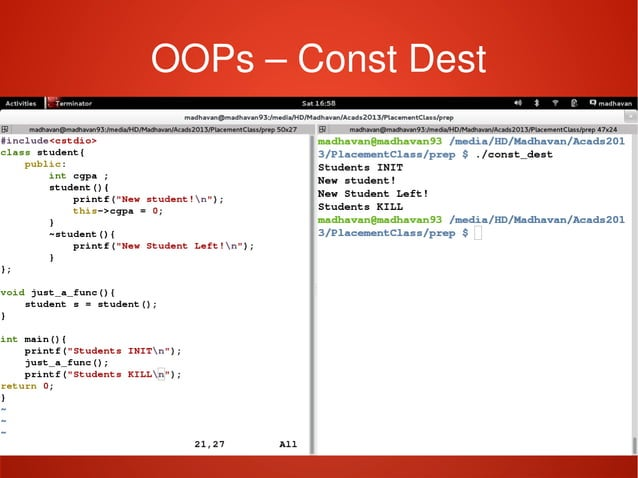 OOPs – Const Dest
Activities Terminator Sat 16:58 madhavan
madhavan@madhavan93:/media/HD/Madhavan/Acads2013/PlacementClass/prep
madhavan@madhavan93:/media/HD/Madhavan/Acads2013/PlacementClass/prep 50x27
#include<cstdio>
class student{
    public:
        int cgpa ;
        student(){
            printf("New student!\n");
            this->cgpa = 0;
        }
        ~student(){
            printf("New Student Left!\n");
        }
};

void just_a_func(){
    student s = student();
}

int main(){
    printf("Students INIT\n");
    just_a_func();
    printf("Students KILL\n");
return 0;
}
~
~
~
21,27 All
madhavan@madhavan93:/media/HD/Madhavan/Acads2013/PlacementClass/prep 47x24
madhavan@madhavan93 /media/HD/Madhavan/Acads201
3/PlacementClass/prep $ ./const_dest
Students INIT
New student!
New Student Left!
Students KILL
madhavan@madhavan93 /media/HD/Madhavan/Acads201
3/PlacementClass/prep $